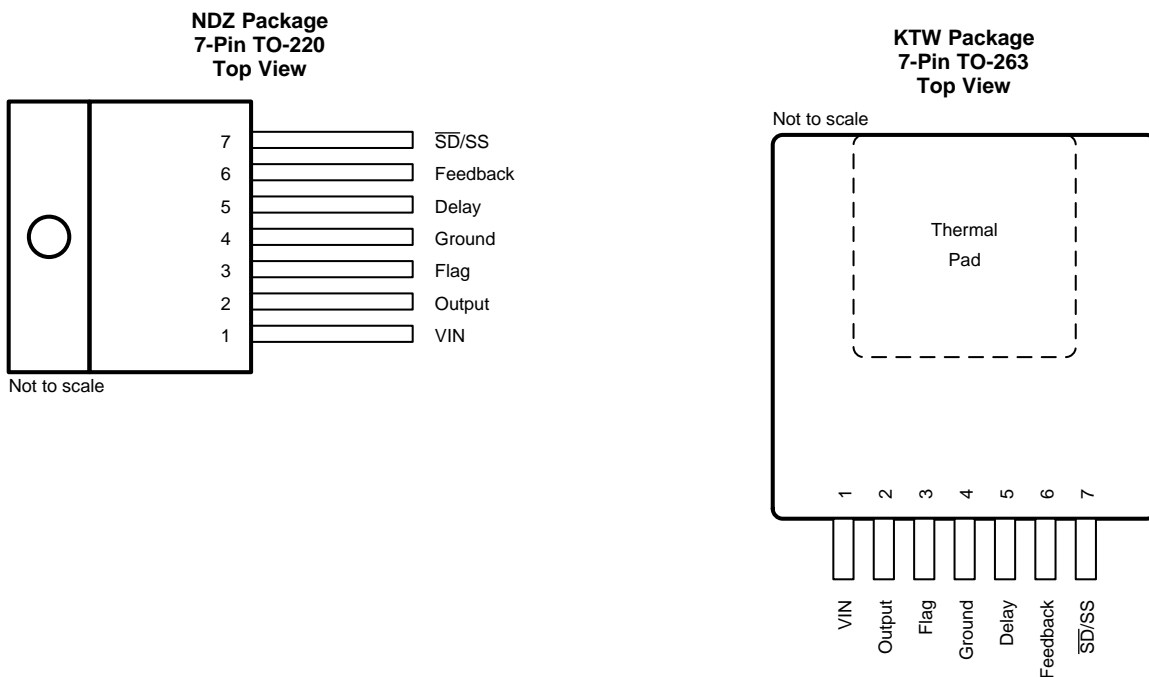 NDZ Package
7-Pin TO-220
Top View
7 S̅D̅/SS
6 Feedback
5 Delay
4 Ground
3 Flag
2 Output
1 VIN
Not to scale
KTW Package
7-Pin TO-263
Top View
Not to scale
Thermal
Pad
1 2 3 4 5 6 7
VIN
Output
Flag
Ground
Delay
Feedback
S̅D̅/SS